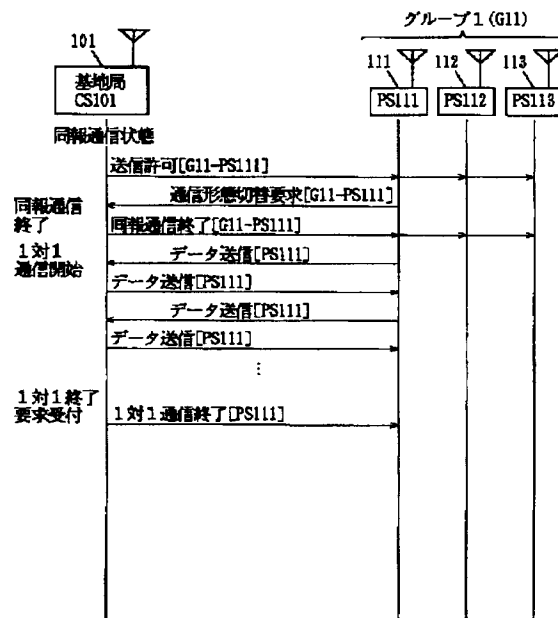 グループ1(G11)
101
111
112
113
基地局
CS101
PS111
PS112
PS113
同報通信状態
送信許可[G11-PS111]
通信形態切替要求[G11-PS111]
同報通信
終了
同報通信終了[G11-PS111]
1対1
通信開始
データ送信[PS111]
データ送信[PS111]
データ送信[PS111]
データ送信[PS111]
⋮
1対1終了
要求受付
1対1通信終了[PS111]